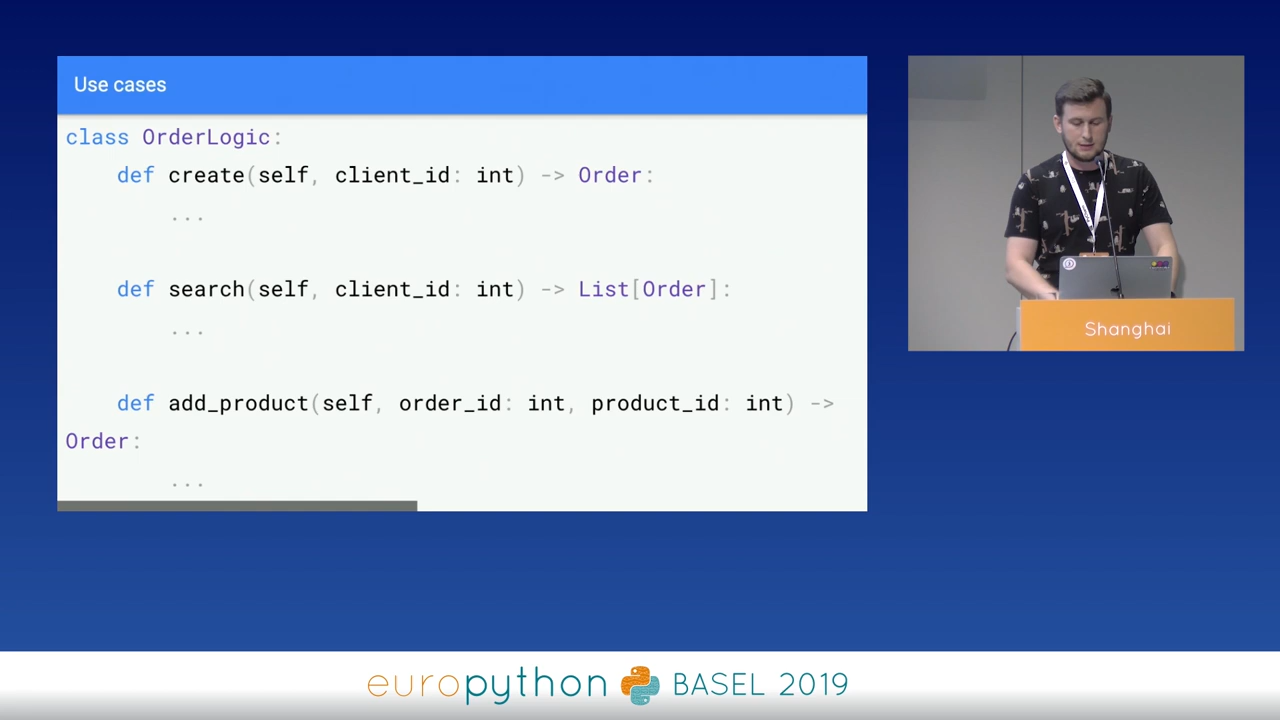 Use cases
class OrderLogic:
def create(self, client_id: int) -> Order:
...
def search(self, client_id: int) -> List[Order]:
...
def add_product(self, order_id: int, product_id: int) ->
Order:
...
Shanghai
europython BASEL 2019